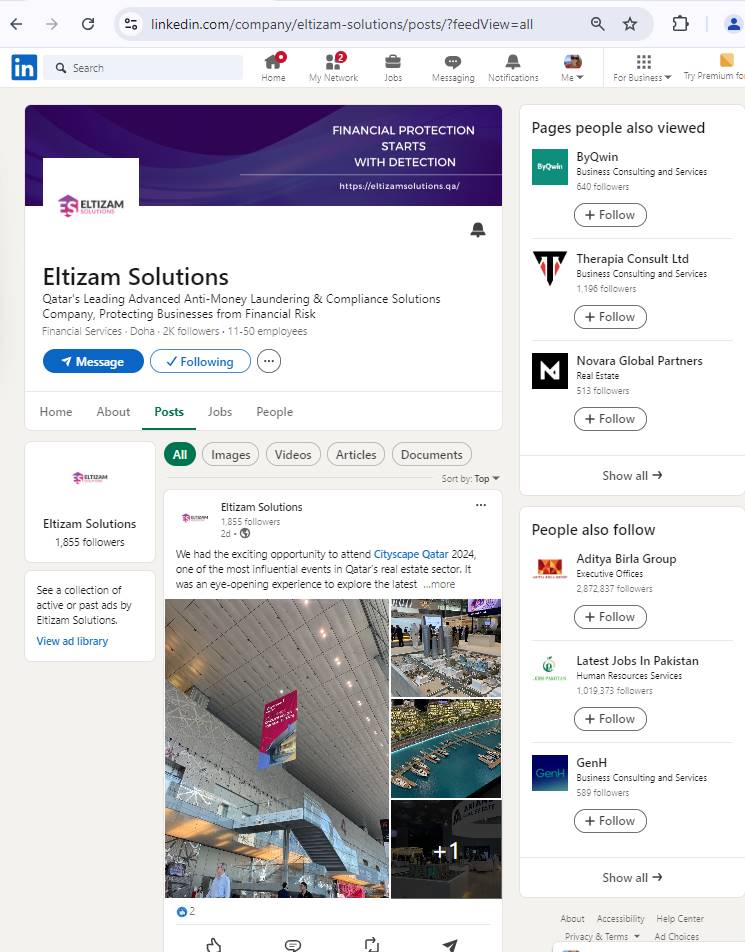 linkedin.com/company/eltizam-solutions/posts/?feedView=all
in
Search
Home
2
My Network
Jobs
Messaging
Notifications
Me
For Business
Try Premium fo
FINANCIAL PROTECTION
STARTS
WITH DETECTION
https://eltizamsolutions.qa/
ELTIZAM
SOLUTIONS
Eltizam Solutions
Qatar's Leading Advanced Anti-Money Laundering & Compliance Solutions
Company, Protecting Businesses from Financial Risk
Financial Services · Doha · 2K followers · 11-50 employees
Message
Following
Home
About
Posts
Jobs
People
ELTIZAM
SOLUTIONS
Eltizam Solutions
1,855 followers
See a collection of
active or past ads by
Eltizam Solutions.
View ad library
All
Images
Videos
Articles
Documents
Sort by: Top
ELTIZAM
Eltizam Solutions
1,855 followers
2d •
We had the exciting opportunity to attend Cityscape Qatar 2024,
one of the most influential events in Qatar's real estate sector. It
was an eye-opening experience to explore the latest ...more
+1
2
Pages people also viewed
ByQwin
ByQwin
Business Consulting and Services
640 followers
+ Follow
Therapia Consult Ltd
Business Consulting and Services
1,196 followers
+ Follow
Novara Global Partners
Real Estate
513 followers
+ Follow
Show all →
People also follow
ADITYA BIRLA GROUP
Aditya Birla Group
Executive Offices
2,872,837 followers
+ Follow
Latest Jobs In Pakistan
Human Resources Services
1,019,373 followers
+ Follow
GenH
GenH
Business Consulting and Services
589 followers
+ Follow
Show all →
About
Accessibility
Help Center
Privacy & Terms
Ad Choices